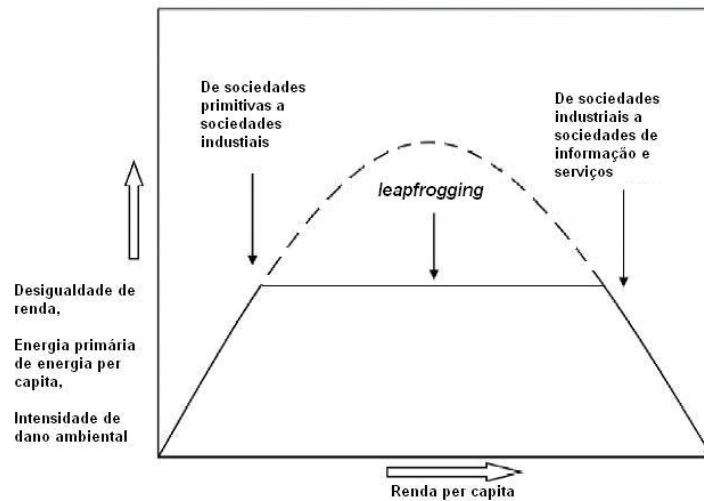 De sociedades
primitivas a
sociedades
industiais
De sociedades
industriais a
sociedades de
informação e
serviços
leapfrogging
Desigualdade de
renda,
Energia primária
de energia per
capita,
Intensidade de
dano ambiental
Renda per capita